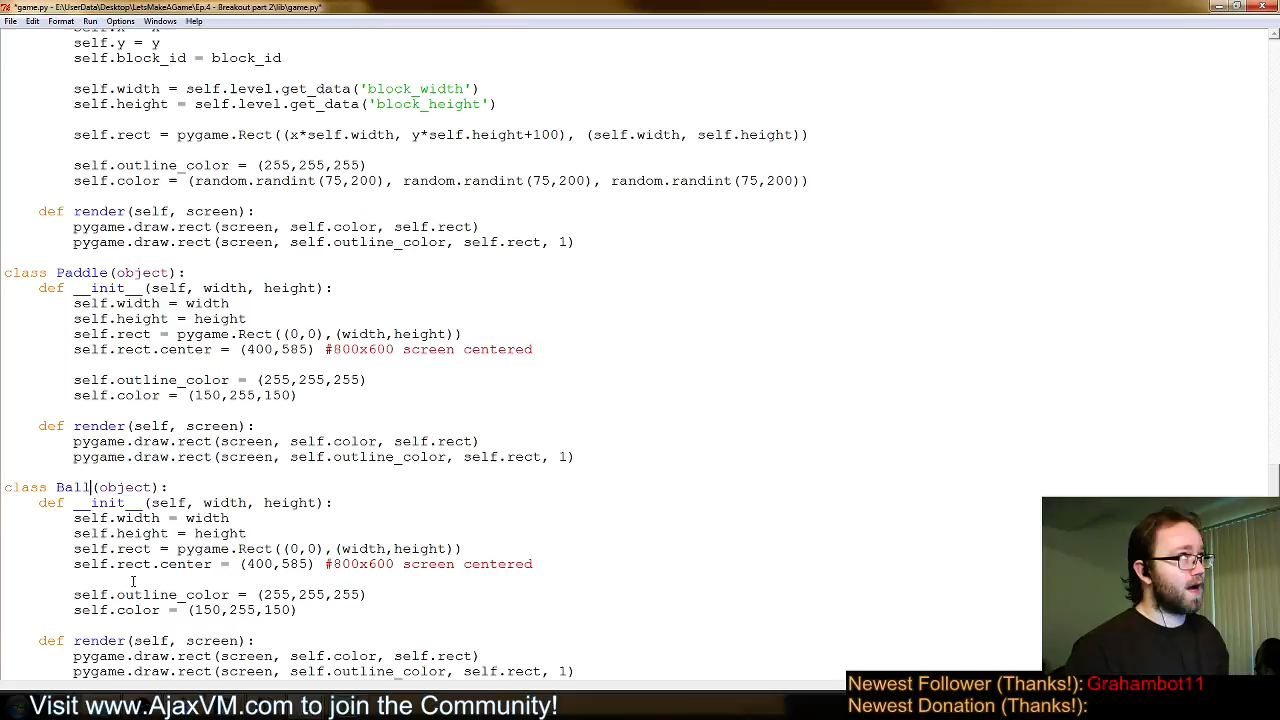 *game.py - E:\UserData\Desktop\LetsMakeAGame\Ep.4 - Breakout part 2\lib\game.py*
File Edit Format Run Options Windows Help
self.x = x
self.y = y
self.block_id = block_id
self.width = self.level.get_data('block_width')
self.height = self.level.get_data('block_height')
self.rect = pygame.Rect((x*self.width, y*self.height+100), (self.width, self.height))
self.outline_color = (255,255,255)
self.color = (random.randint(75,200), random.randint(75,200), random.randint(75,200))
def render(self, screen):
pygame.draw.rect(screen, self.color, self.rect)
pygame.draw.rect(screen, self.outline_color, self.rect, 1)
class Paddle(object):
def __init__(self, width, height):
self.width = width
self.height = height
self.rect = pygame.Rect((0,0),(width,height))
self.rect.center = (400,585) #800x600 screen centered
self.outline_color = (255,255,255)
self.color = (150,255,150)
def render(self, screen):
pygame.draw.rect(screen, self.color, self.rect)
pygame.draw.rect(screen, self.outline_color, self.rect, 1)
class Ball(object):
def __init__(self, width, height):
self.width = width
self.height = height
self.rect = pygame.Rect((0,0),(width,height))
self.rect.center = (400,585) #800x600 screen centered
self.outline_color = (255,255,255)
self.color = (150,255,150)
def render(self, screen):
pygame.draw.rect(screen, self.color, self.rect)
pygame.draw.rect(screen, self.outline_color, self.rect, 1)
Visit www.AjaxVM.com to join the Community!
Newest Follower (Thanks!): Grahambot11
Newest Donation (Thanks!):